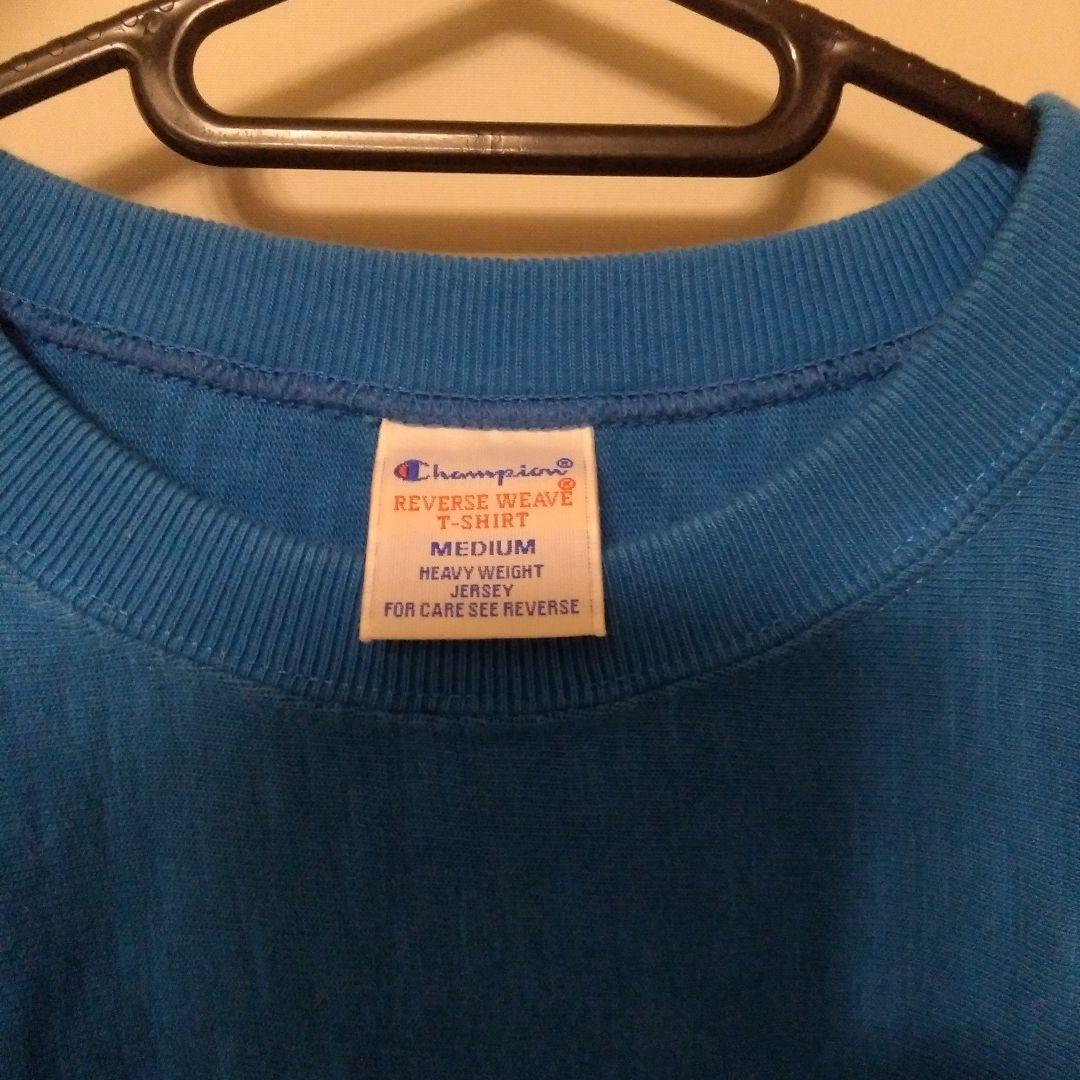 Champion®
REVERSE WEAVE®
T-SHIRT
MEDIUM
HEAVY WEIGHT
JERSEY
FOR CARE SEE REVERSE